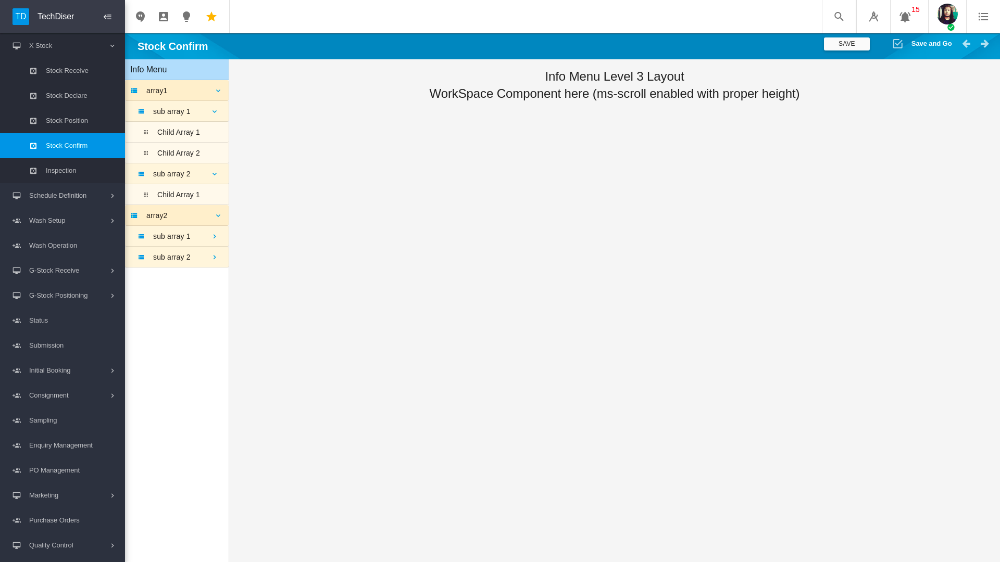 TD TechDiser
15
Stock Confirm
SAVE
Save and Go
X Stock
Stock Receive
Stock Declare
Stock Position
Stock Confirm
Inspection
Schedule Definition
Wash Setup
Wash Operation
G-Stock Receive
G-Stock Positioning
Status
Submission
Initial Booking
Consignment
Sampling
Enquiry Management
PO Management
Marketing
Purchase Orders
Quality Control
Info Menu
array1
sub array 1
Child Array 1
Child Array 2
sub array 2
Child Array 1
array2
sub array 1
sub array 2
Info Menu Level 3 Layout
WorkSpace Component here (ms-scroll enabled with proper height)